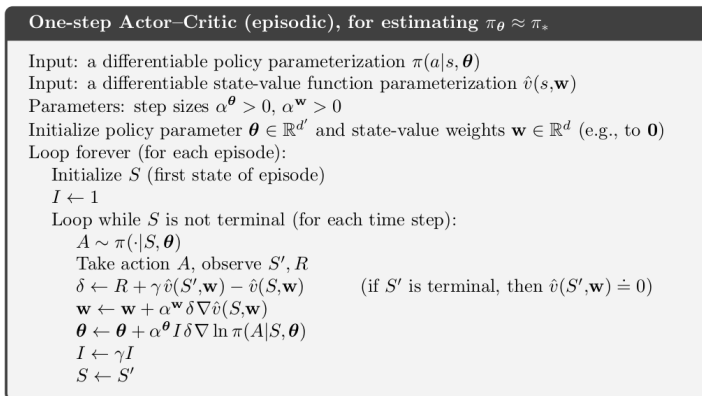 One-step Actor–Critic (episodic), for estimating π_θ ≈ π_*
Input: a differentiable policy parameterization π(a|s, θ)
Input: a differentiable state-value function parameterization v̂(s,w)
Parameters: step sizes α^θ > 0, α^w > 0
Initialize policy parameter θ ∈ ℝ^d′ and state-value weights w ∈ ℝ^d (e.g., to 0)
Loop forever (for each episode):
Initialize S (first state of episode)
I ← 1
Loop while S is not terminal (for each time step):
A ∼ π(·|S, θ)
Take action A, observe S′, R
δ ← R + γ v̂(S′,w) − v̂(S,w) (if S′ is terminal, then v̂(S′,w) ≐ 0)
w ← w + α^w δ∇v̂(S,w)
θ ← θ + α^θ Iδ∇ ln π(A|S, θ)
I ← γI
S ← S′